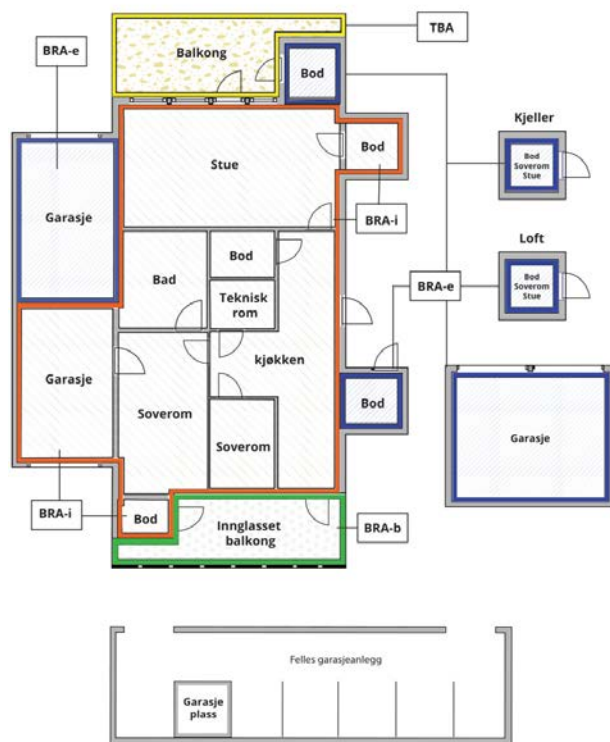 TBA
BRA-e
Balkong
Bod
Kjeller
Bod
Bod
Soverom
Stue
Stue
Garasje
BRA-i
Loft
Bod
Bad
Teknisk
rom
BRA-e
Bod
Soverom
Stue
Garasje
kjøkken
Bod
Soverom
Soverom
Garasje
BRA-i
Bod
Innglasset
balkong
BRA-b
Felles garasjeanlegg
Garasje
plass